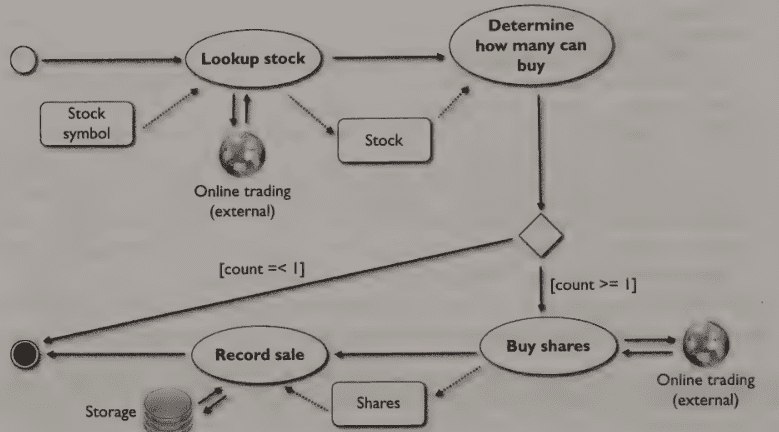 Determine
how many can
buy
Lookup stock
Stock
symbol
Stock
Online trading
(external)
[count =< 1]
[count >= 1]
Record sale
Buy shares
Online trading
(external)
Storage
Shares